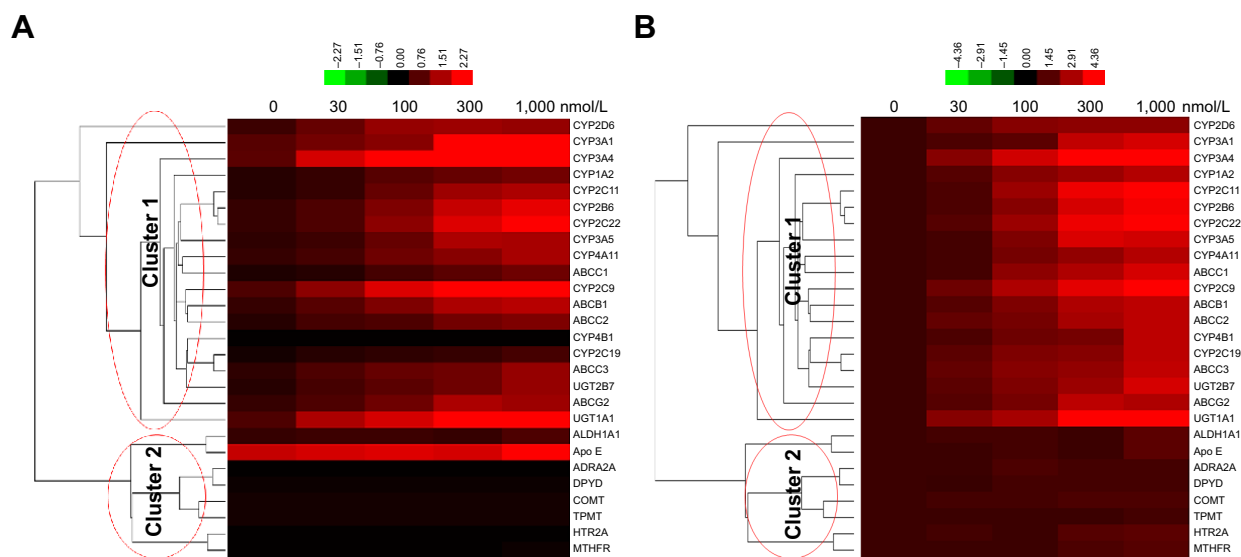 A
−2.27
−1.51
−0.76
0.00
0.76
1.51
2.27
0 30 100 300 1,000 nmol/L
Cluster 1
Cluster 2
CYP2D6
CYP3A1
CYP3A4
CYP1A2
CYP2C11
CYP2B6
CYP2C22
CYP3A5
CYP4A11
ABCC1
CYP2C9
ABCB1
ABCC2
CYP4B1
CYP2C19
ABCC3
UGT2B7
ABCG2
UGT1A1
ALDH1A1
Apo E
ADRA2A
DPYD
COMT
TPMT
HTR2A
MTHFR
B
−4.36
−2.91
−1.45
0.00
1.45
2.91
4.36
0 30 100 300 1,000 nmol/L
Cluster 1
Cluster 2
CYP2D6
CYP3A1
CYP3A4
CYP1A2
CYP2C11
CYP2B6
CYP2C22
CYP3A5
CYP4A11
ABCC1
CYP2C9
ABCB1
ABCC2
CYP4B1
CYP2C19
ABCC3
UGT2B7
ABCG2
UGT1A1
ALDH1A1
Apo E
ADRA2A
DPYD
COMT
TPMT
HTR2A
MTHFR